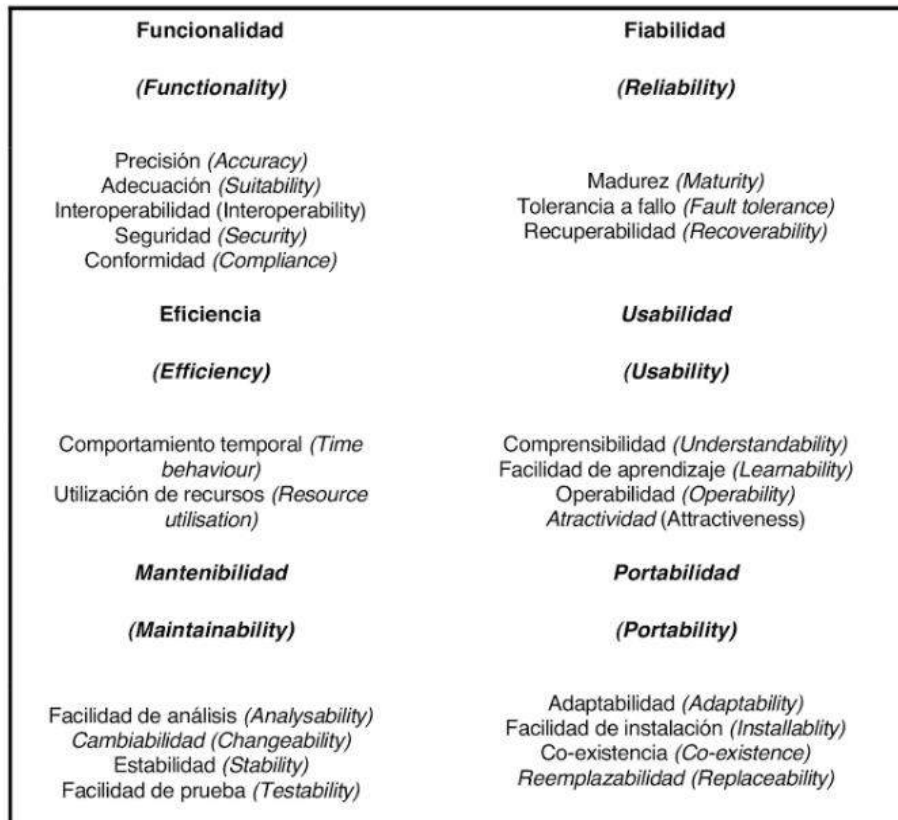 Funcionalidad
(Functionality)
Precisión (Accuracy)
Adecuación (Suitability)
Interoperabilidad (Interoperability)
Seguridad (Security)
Conformidad (Compliance)
Fiabilidad
(Reliability)
Madurez (Maturity)
Tolerancia a fallo (Fault tolerance)
Recuperabilidad (Recoverability)
Eficiencia
(Efficiency)
Comportamiento temporal (Time
behaviour)
Utilización de recursos (Resource
utilisation)
Usabilidad
(Usability)
Comprensibilidad (Understandability)
Facilidad de aprendizaje (Learnability)
Operabilidad (Operability)
Atractividad (Attractiveness)
Mantenibilidad
(Maintainability)
Facilidad de análisis (Analysability)
Cambiabilidad (Changeability)
Estabilidad (Stability)
Facilidad de prueba (Testability)
Portabilidad
(Portability)
Adaptabilidad (Adaptability)
Facilidad de instalación (Installablity)
Co-existencia (Co-existence)
Reemplazabilidad (Replaceability)